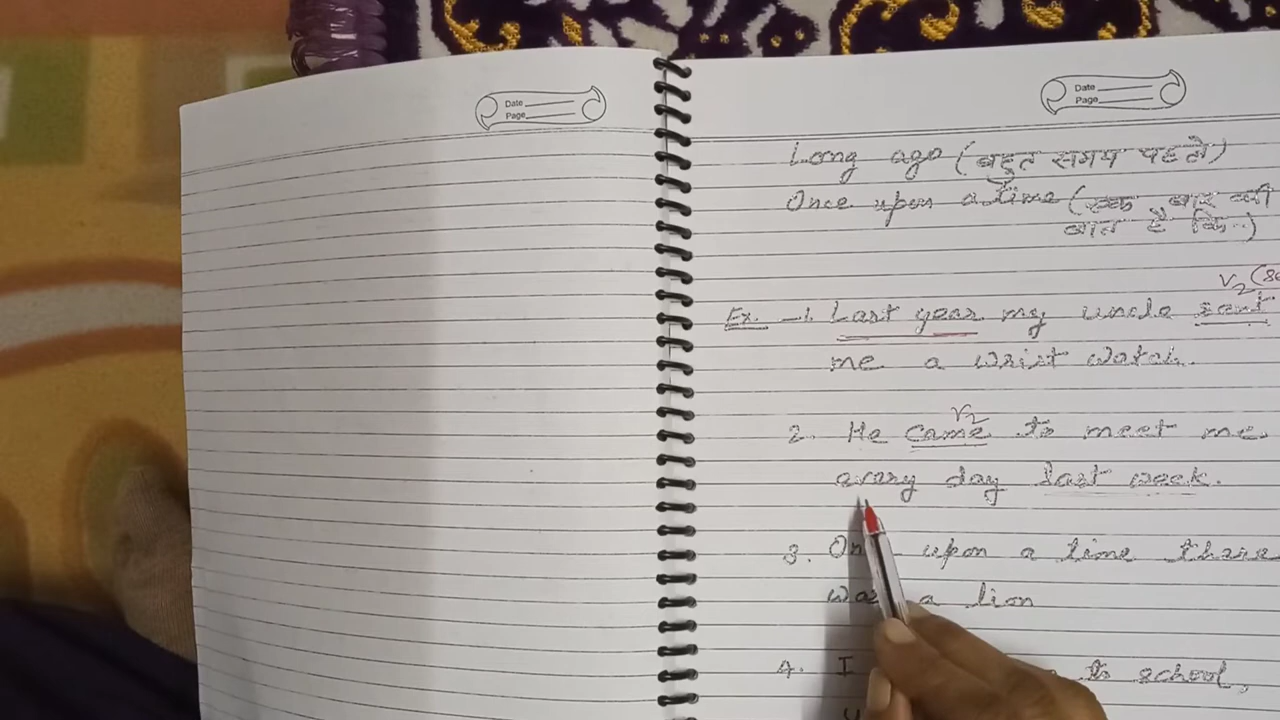 Date
Page
Date
Page
Long ago (बहुत समय पहले)
Once upon a time (एक बार की
बात है कि..)
V2 (se
Ex. -1. Last year my uncle sent
me a wrist watch.
V2
2. He came to meet me
every day last week.
3. upon a time there
was a lion
4. I to school,